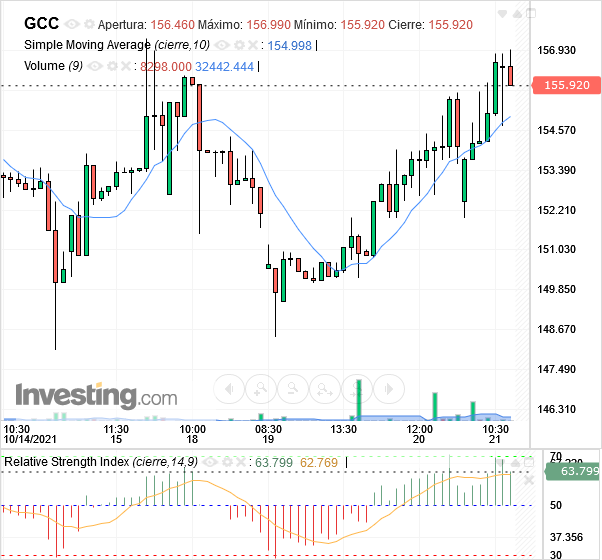 GCC Apertura: 156.460 Máximo: 156.990 Mínimo: 155.920 Cierre: 155.920
Simple Moving Average (cierre,10) : 154.998
Volume (9) : 8298.000 32442.444
156.930
155.920
154.570
153.390
152.210
151.030
149.850
148.670
147.490
146.310
Investing.com
10:30 11:30 10:00 08:30 13:30 12:00 10:30
10/14/2021 15 18 19 20 21
Relative Strength Index (cierre,14,9) : 63.799 62.769
70
63.799
50
37.356
30